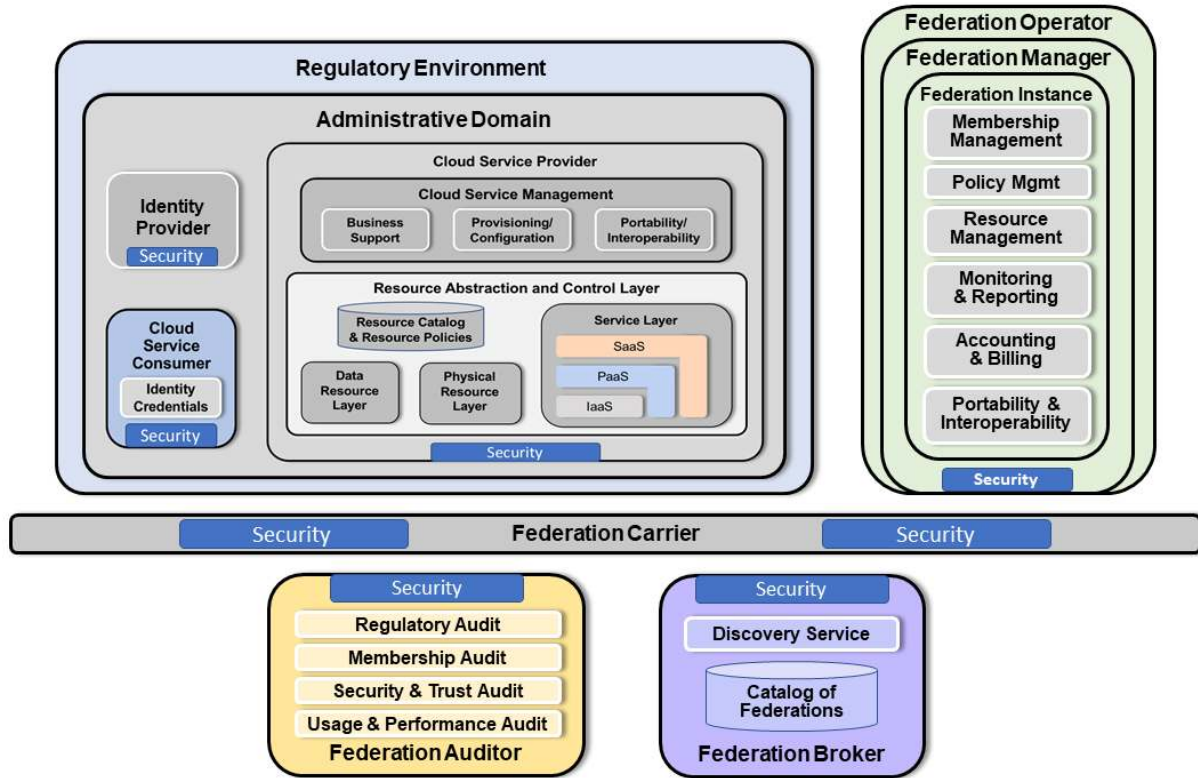 Regulatory Environment
Administrative Domain
Identity
Provider
Security
Cloud
Service
Consumer
Identity
Credentials
Security
Cloud Service Provider
Cloud Service Management
Business
Support
Provisioning/
Configuration
Portability/
Interoperability
Resource Abstraction and Control Layer
Resource Catalog
& Resource Policies
Data
Resource
Layer
Physical
Resource
Layer
Service Layer
SaaS
PaaS
IaaS
Security
Federation Operator
Federation Manager
Federation Instance
Membership
Management
Policy Mgmt
Resource
Management
Monitoring
& Reporting
Accounting
& Billing
Portability &
Interoperability
Security
Security
Federation Carrier
Security
Security
Regulatory Audit
Membership Audit
Security & Trust Audit
Usage & Performance Audit
Federation Auditor
Security
Discovery Service
Catalog of
Federations
Federation Broker